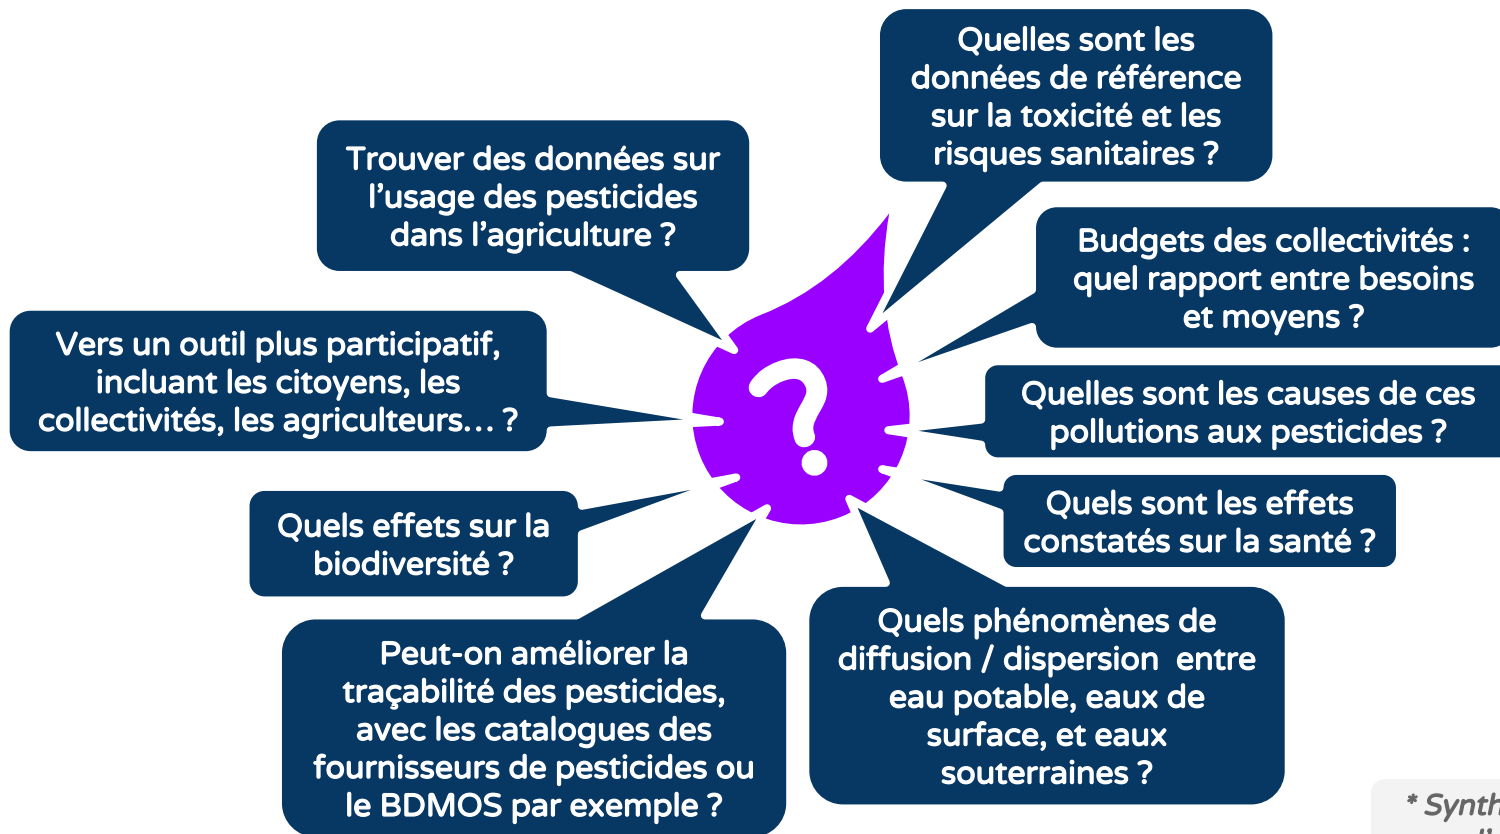 Quelles sont les
données de référence
sur la toxicité et les
risques sanitaires ?
Trouver des données sur
l’usage des pesticides
dans l’agriculture ?
Budgets des collectivités :
quel rapport entre besoins
et moyens ?
Vers un outil plus participatif,
incluant les citoyens, les
collectivités, les agriculteurs… ?
?
Quelles sont les causes de ces
pollutions aux pesticides ?
Quels effets sur la
biodiversité ?
Quels sont les effets
constatés sur la santé ?
Peut-on améliorer la
traçabilité des pesticides,
avec les catalogues des
fournisseurs de pesticides ou
le BDMOS par exemple ?
Quels phénomènes de
diffusion / dispersion entre
eau potable, eaux de
surface, et eaux
souterraines ?
* Synth